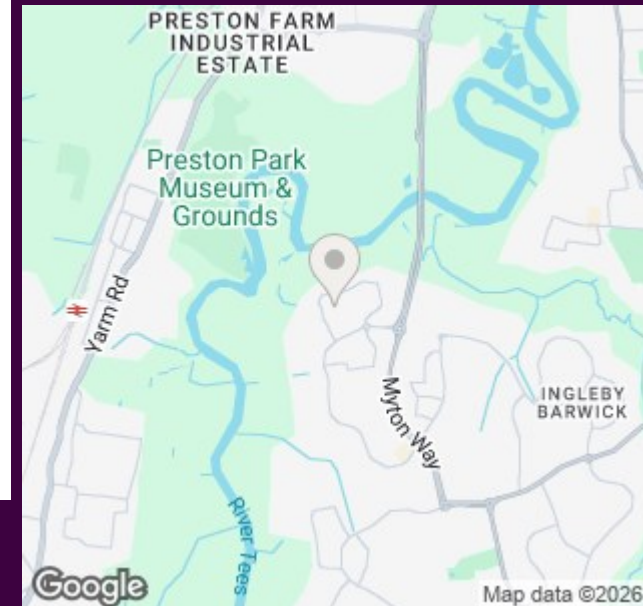 PRESTON FARM
INDUSTRIAL
ESTATE
Preston Park
Museum &
Grounds
Yarm Rd
Myton Way
INGLEBY
BARWICK
River Tees
Google
Map data ©2026